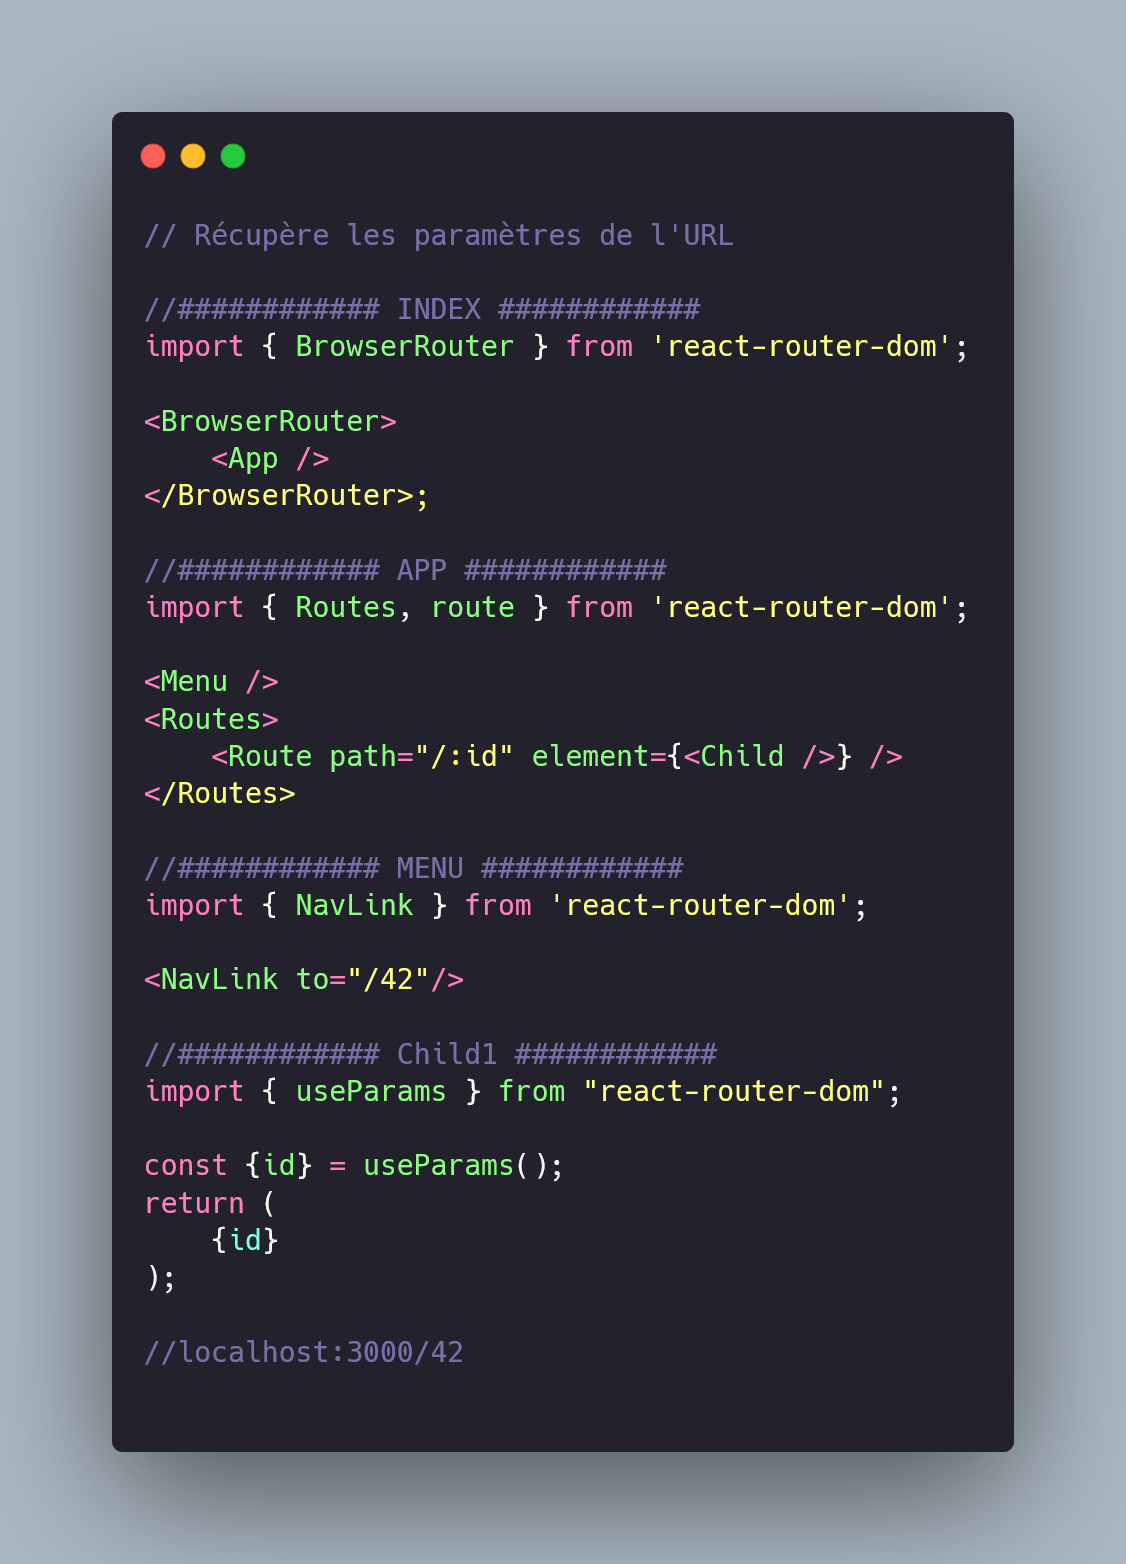 // Récupère les paramètres de l'URL
//############ INDEX ############
import { BrowserRouter } from 'react-router-dom';
<BrowserRouter>
    <App />
</BrowserRouter>;
//############ APP ############
import { Routes, route } from 'react-router-dom';
<Menu />
<Routes>
    <Route path="/:id" element={<Child />} />
</Routes>
//############ MENU ############
import { NavLink } from 'react-router-dom';
<NavLink to="/42"/>
//############ Child1 ############
import { useParams } from "react-router-dom";
const {id} = useParams();
return (
    {id}
);
//localhost:3000/42